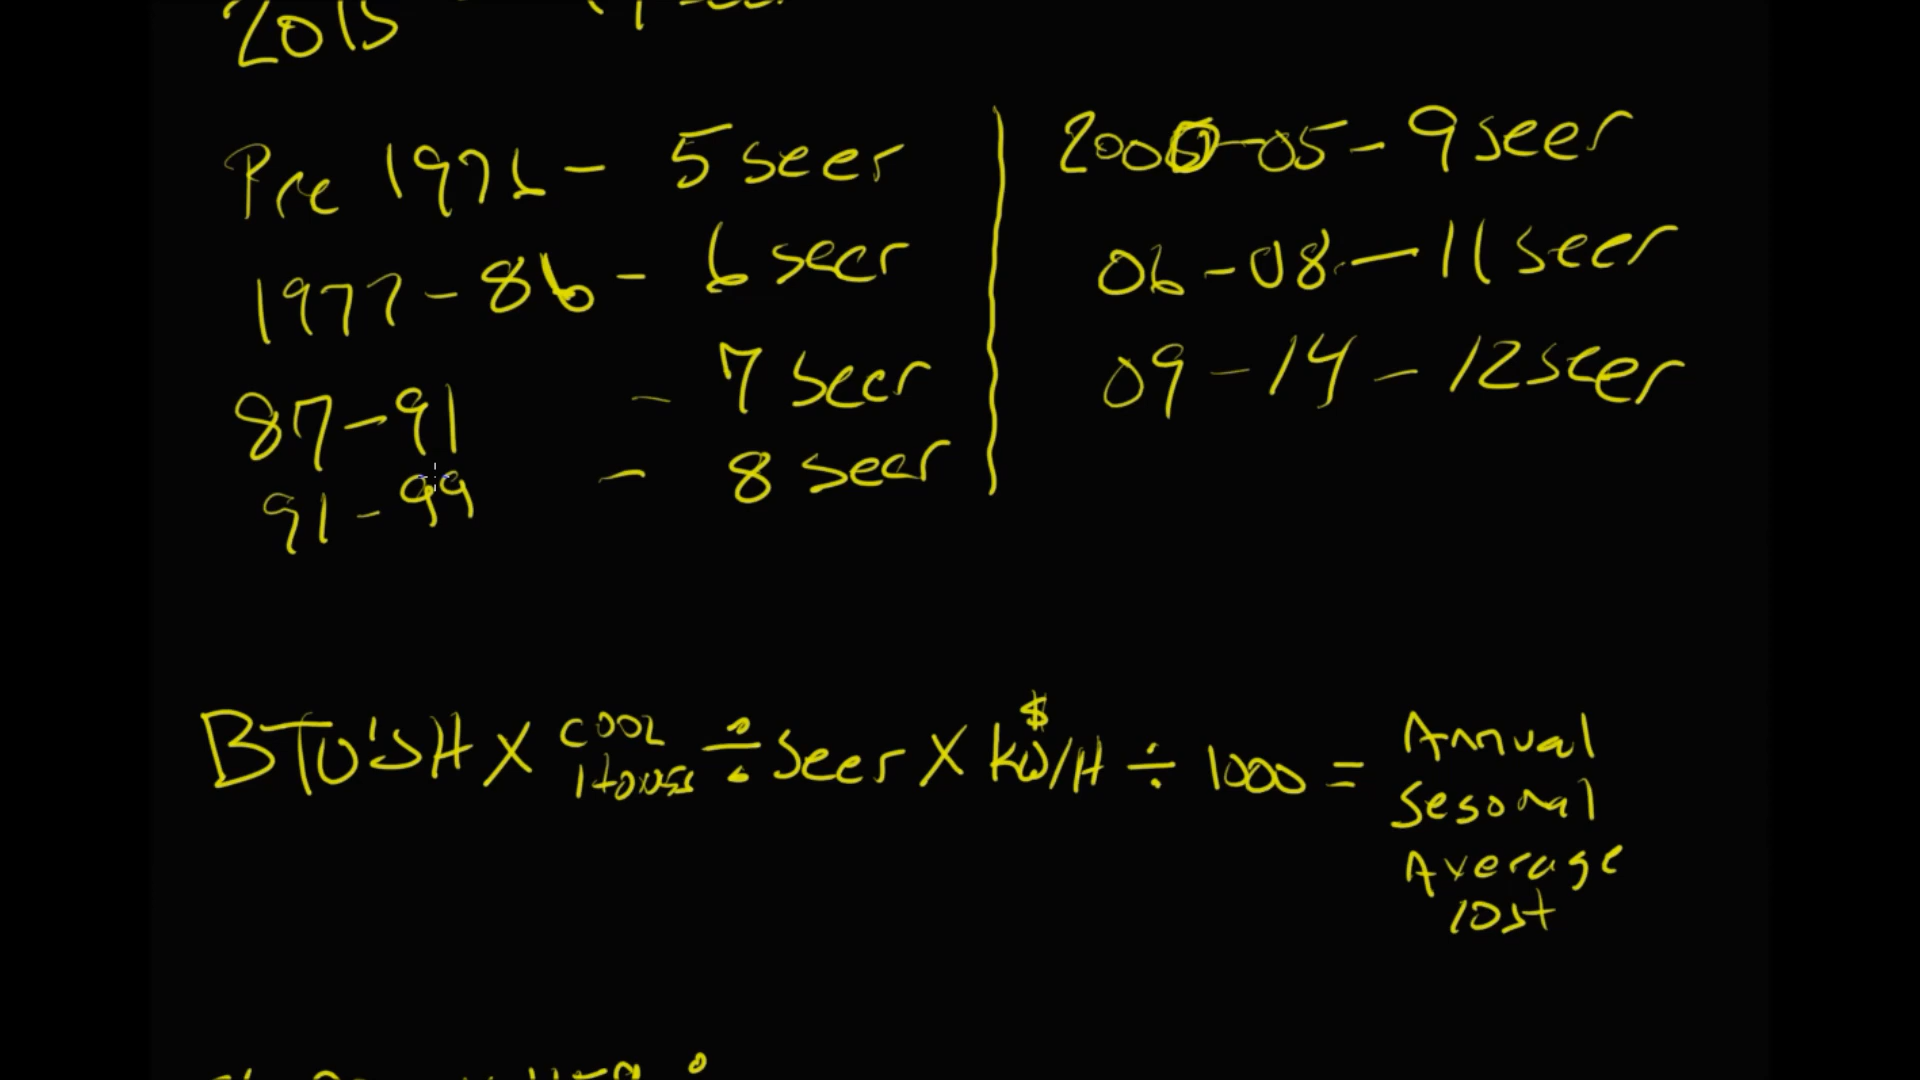 2015
Pre 1976 - 5 seer
1977-86 - 6 seer
87-91 - 7 seer
91-99 - 8 seer
2000-05 - 9 seer
06-08 - 11 seer
09-14 - 12 seer
BTU'SH X COOL HOURS ÷ Seer X $ KW/H ÷ 1000 = Annual
Sesonal
Average
Cost